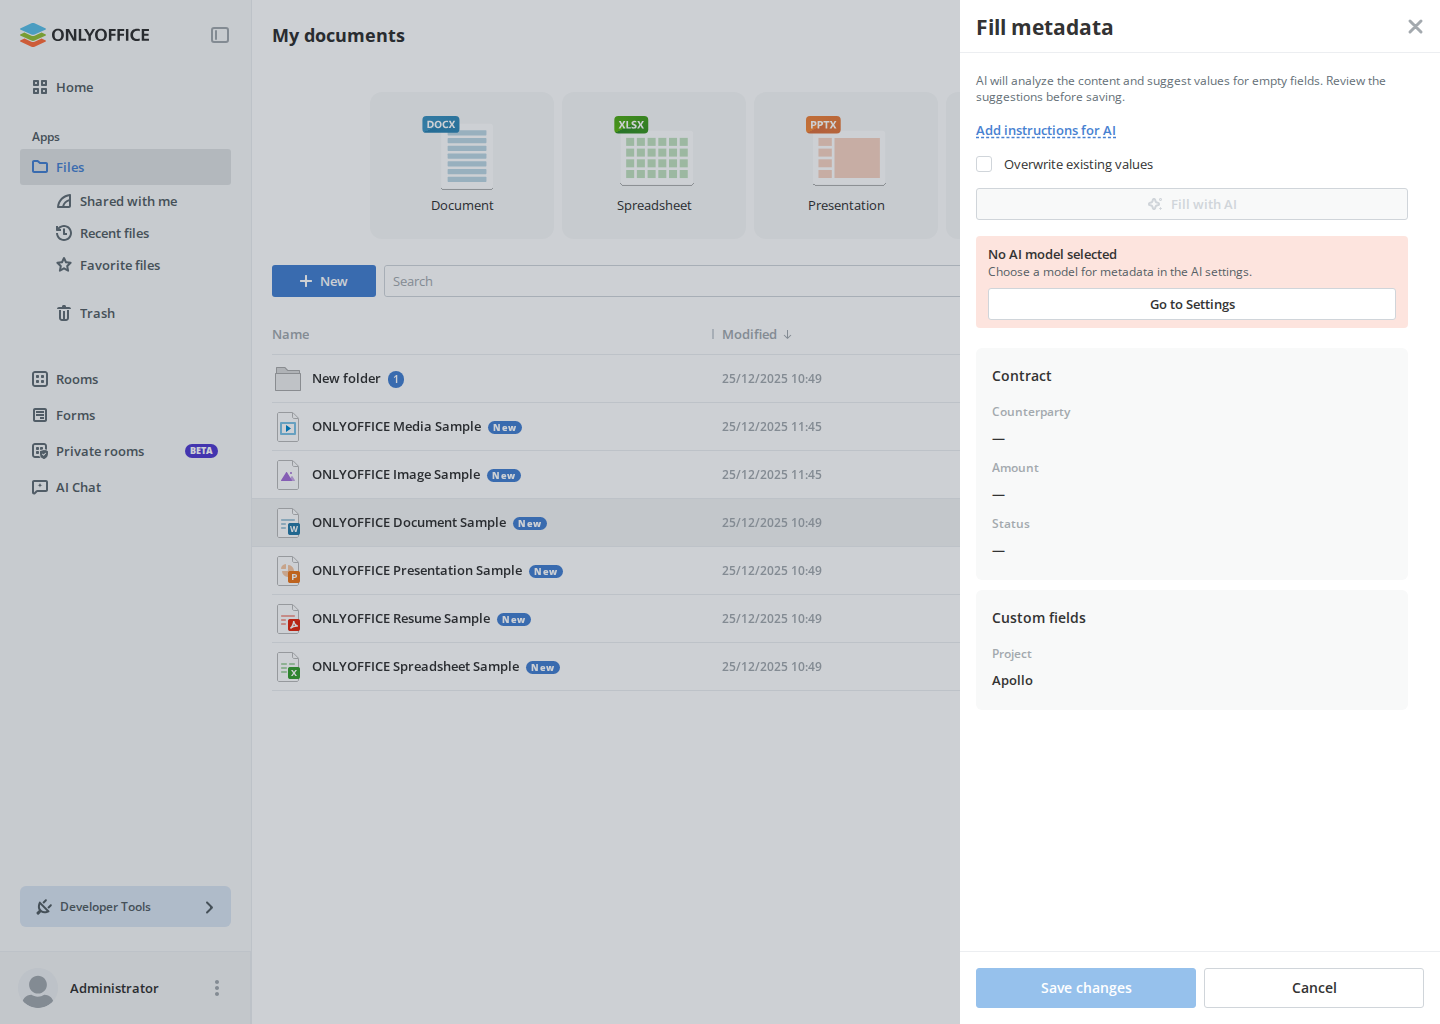 ONLYOFFICE
Home
Apps
Files
Shared with me
Recent files
Favorite files
Trash
Rooms
Forms
Private rooms
BETA
AI Chat
Developer Tools
Administrator
My documents
DOCX
Document
XLSX
Spreadsheet
PPTX
Presentation
New
Search
Name
Modified
New folder 1 25/12/2025 10:49
ONLYOFFICE Media Sample New 25/12/2025 11:45
ONLYOFFICE Image Sample New 25/12/2025 11:45
ONLYOFFICE Document Sample New 25/12/2025 10:49
ONLYOFFICE Presentation Sample New 25/12/2025 10:49
ONLYOFFICE Resume Sample New 25/12/2025 10:49
ONLYOFFICE Spreadsheet Sample New 25/12/2025 10:49
Fill metadata
AI will analyze the content and suggest values for empty fields. Review the
suggestions before saving.
Add instructions for AI
Overwrite existing values
Fill with AI
No AI model selected
Choose a model for metadata in the AI settings.
Go to Settings
Contract
Counterparty
—
Amount
—
Status
—
Custom fields
Project
Apollo
Save changes
Cancel